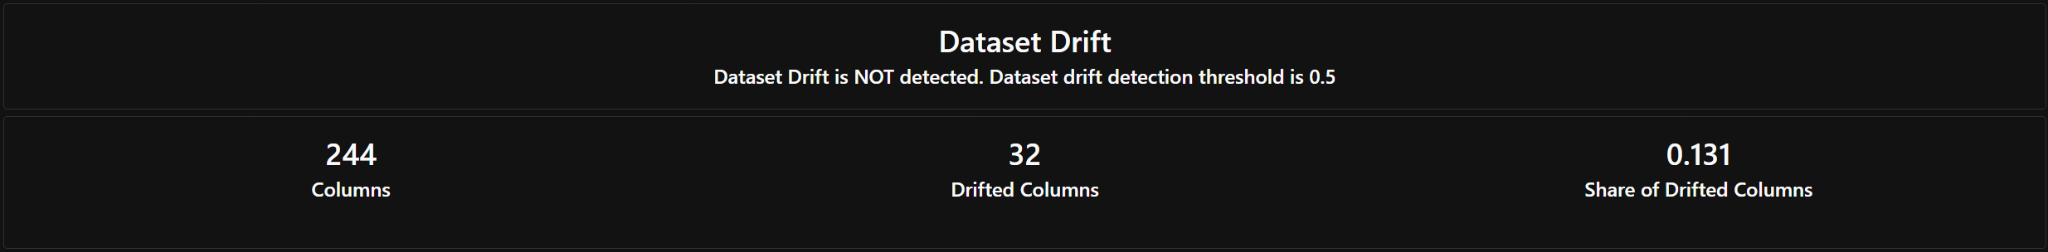 Dataset Drift
Dataset Drift is NOT detected. Dataset drift detection threshold is 0.5
244
Columns
32
Drifted Columns
0.131
Share of Drifted Columns